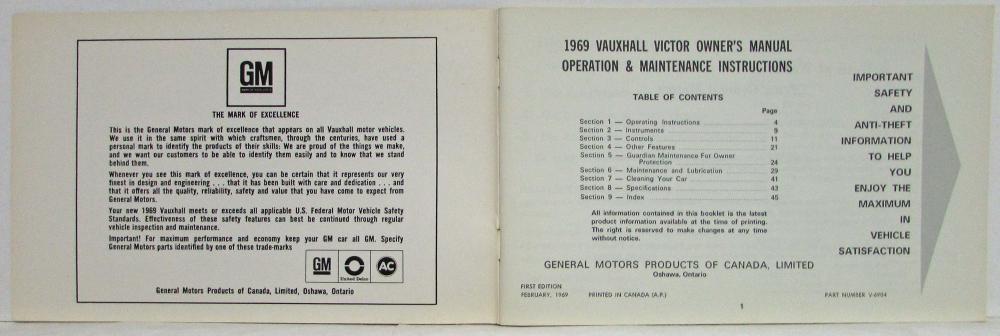 GM
MARK OF EXCELLENCE
THE MARK OF EXCELLENCE
This is the General Motors mark of excellence that appears on all Vauxhall motor vehicles.
We use it in the same spirit with which craftsmen, through the centuries, have used a
personal mark to identify the products of their skills: We are proud of the things we make,
and we want our customers to be able to identify them easily and to know that we stand
behind them.
Whenever you see this mark of excellence, you can be certain that it represents our very
finest in design and engineering . . . that it has been built with care and dedication . . . and
that it offers all the quality, reliability, safety and value that you have come to expect from
General Motors.
Your new 1969 Vauxhall meets or exceeds all applicable U.S. Federal Motor Vehicle Safety
Standards. Effectiveness of these safety features can best be continued through regular
vehicle inspection and maintenance.
Important! For maximum performance and economy keep your GM car all GM. Specify
General Motors parts identified by one of these trade-marks
GM
United Delco
AC
General Motors Products of Canada, Limited, Oshawa, Ontario
1969 VAUXHALL VICTOR OWNER'S MANUAL
OPERATION & MAINTENANCE INSTRUCTIONS
TABLE OF CONTENTS
Page
Section 1 — Operating Instructions 4
Section 2 — Instruments 9
Section 3 — Controls 11
Section 4 — Other Features 21
Section 5 — Guardian Maintenance For Owner
Protection 24
Section 6 — Maintenance and Lubrication 29
Section 7 — Cleaning Your Car 41
Section 8 — Specifications 43
Section 9 — Index 45
All information contained in this booklet is the latest
product information available at the time of printing.
The right is reserved to make changes at any time
without notice.
GENERAL MOTORS PRODUCTS OF CANADA, LIMITED
Oshawa, Ontario
FIRST EDITION
FEBRUARY, 1969 PRINTED IN CANADA (A.P.) PART NUMBER V-6904
1
IMPORTANT
SAFETY
AND
ANTI-THEFT
INFORMATION
TO HELP
YOU
ENJOY THE
MAXIMUM
IN
VEHICLE
SATISFACTION